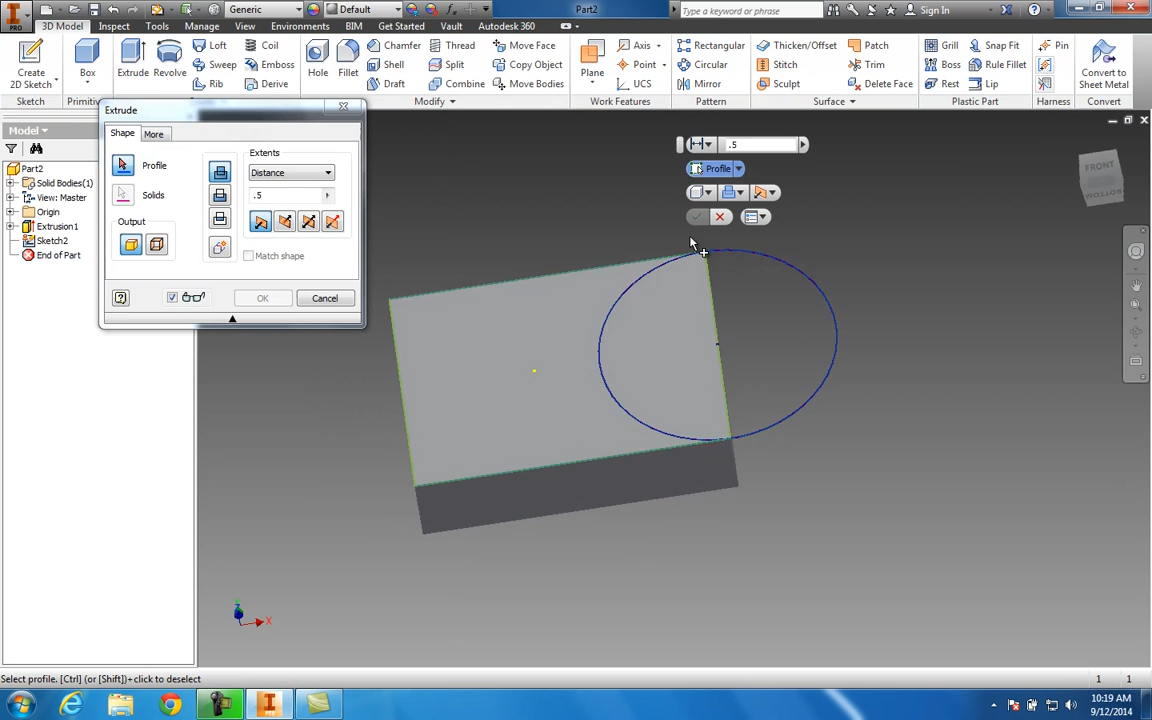 PRO
Generic
Default
Part2
Type a keyword or phrase
Sign In
3D Model
Inspect
Tools
Manage
View
Environments
BIM
Get Started
Vault
Autodesk 360
Create
2D Sketch
Box
Extrude
Revolve
Loft
Sweep
Rib
Coil
Emboss
Derive
Hole
Fillet
Chamfer
Shell
Draft
Thread
Split
Combine
Move Face
Copy Object
Move Bodies
Plane
Axis
Point
UCS
Rectangular
Circular
Mirror
Thicken/Offset
Stitch
Sculpt
Patch
Trim
Delete Face
Grill
Boss
Rest
Snap Fit
Rule Fillet
Lip
Pin
Convert to
Sheet Metal
Sketch
Primitiv
Modify
Work Features
Pattern
Surface
Plastic Part
Harness
Convert
Model
Part2
Solid Bodies(1)
View: Master
Origin
Extrusion1
Sketch2
End of Part
Extrude
Shape
More
Profile
Solids
Output
Extents
Distance
.5
Match shape
OK
Cancel
.5
Profile
FRONT
BOTTOM
Z
X
Select profile. [Ctrl] (or [Shift])+click to deselect
1
1
10:19 AM
9/12/2014